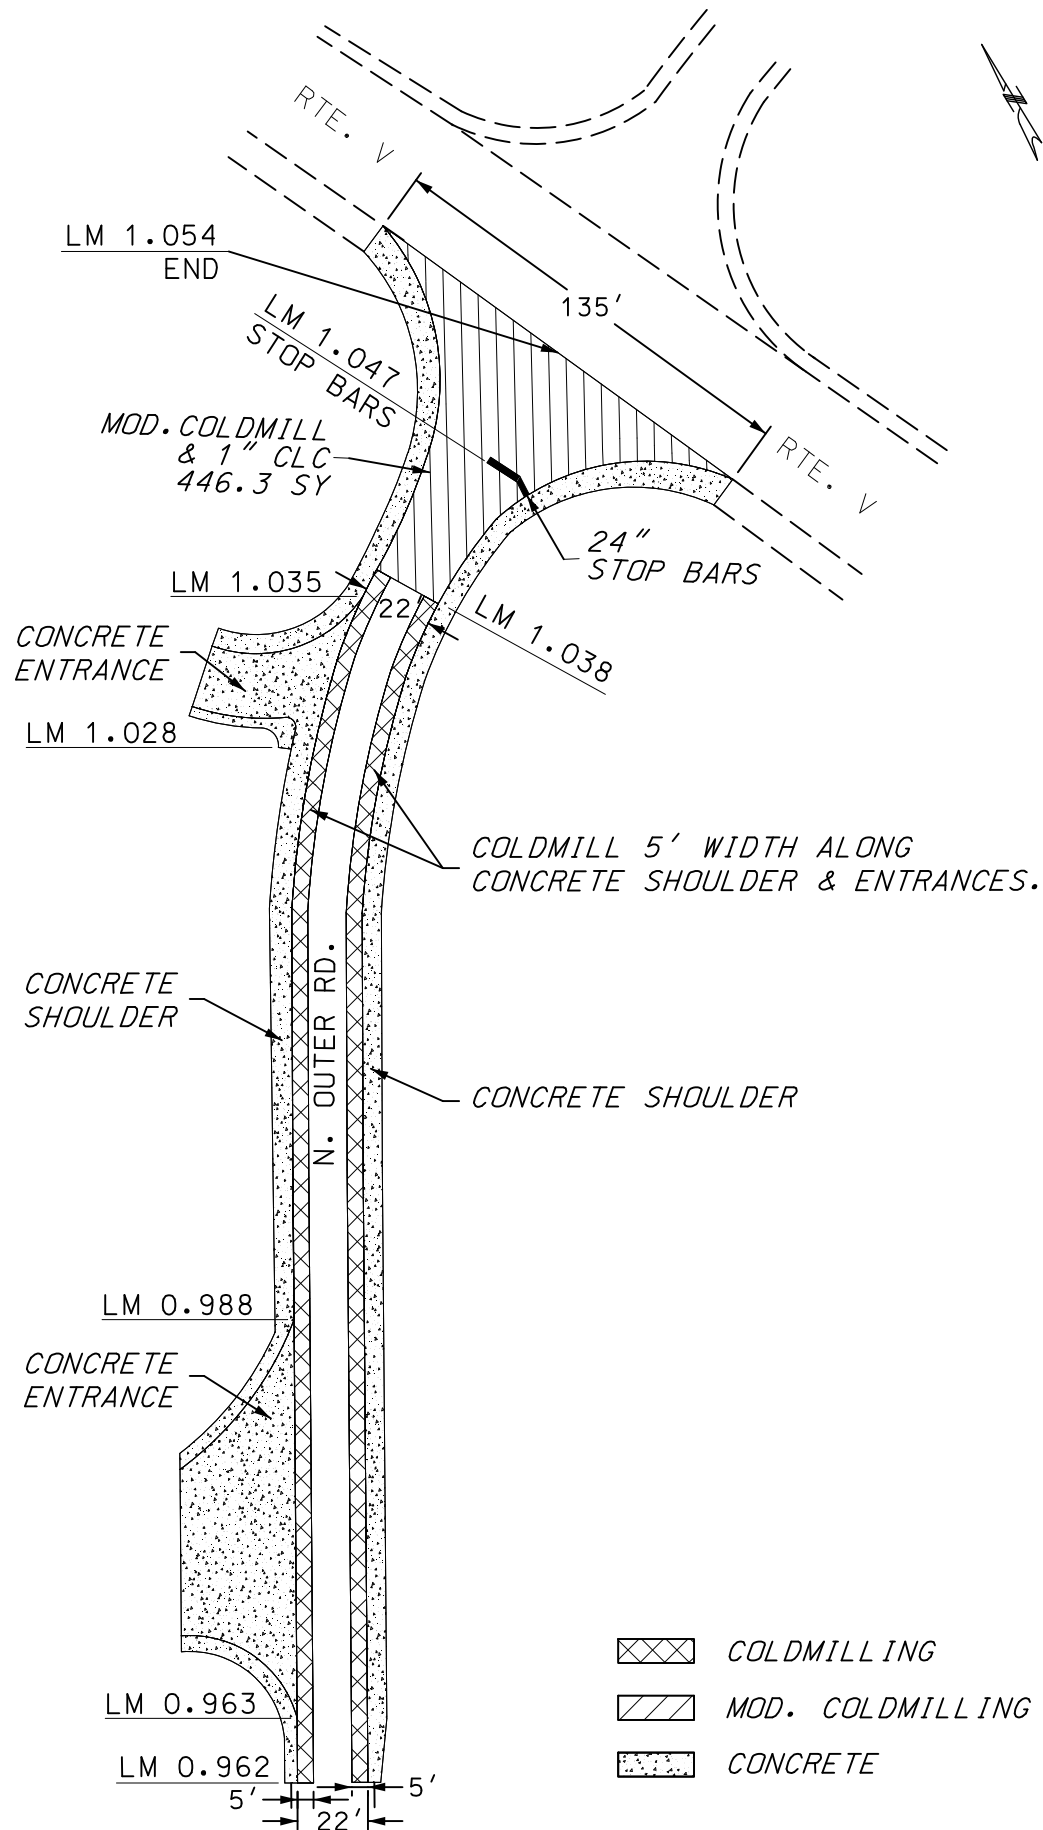 RTE. V
LM 1.054
END
135'
LM 1.047
STOP BARS
MOD. COLDMILL
& 1" CLC
446.3 SY
RTE. V
24"
STOP BARS
LM 1.035
22'
LM 1.038
CONCRETE
ENTRANCE
LM 1.028
COLDMILL 5' WIDTH ALONG
CONCRETE SHOULDER & ENTRANCES.
N. OUTER RD.
CONCRETE
SHOULDER
CONCRETE SHOULDER
LM 0.988
CONCRETE
ENTRANCE
COLDMILLING
LM 0.963
MOD. COLDMILLING
LM 0.962
CONCRETE
5'
5'
22'